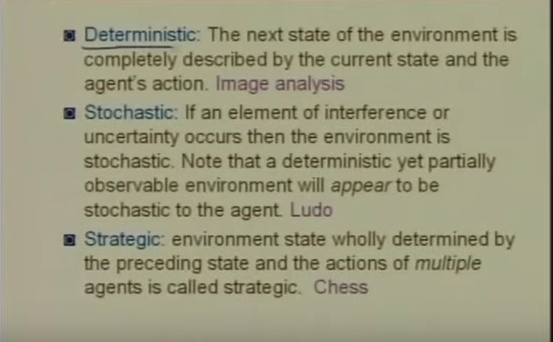 Deterministic: The next state of the environment is
completely described by the current state and the
agent's action. Image analysis
Stochastic: If an element of interference or
uncertainty occurs then the environment is
stochastic. Note that a deterministic yet partially
observable environment will appear to be
stochastic to the agent. Ludo
Strategic: environment state wholly determined by
the preceding state and the actions of multiple
agents is called strategic. Chess